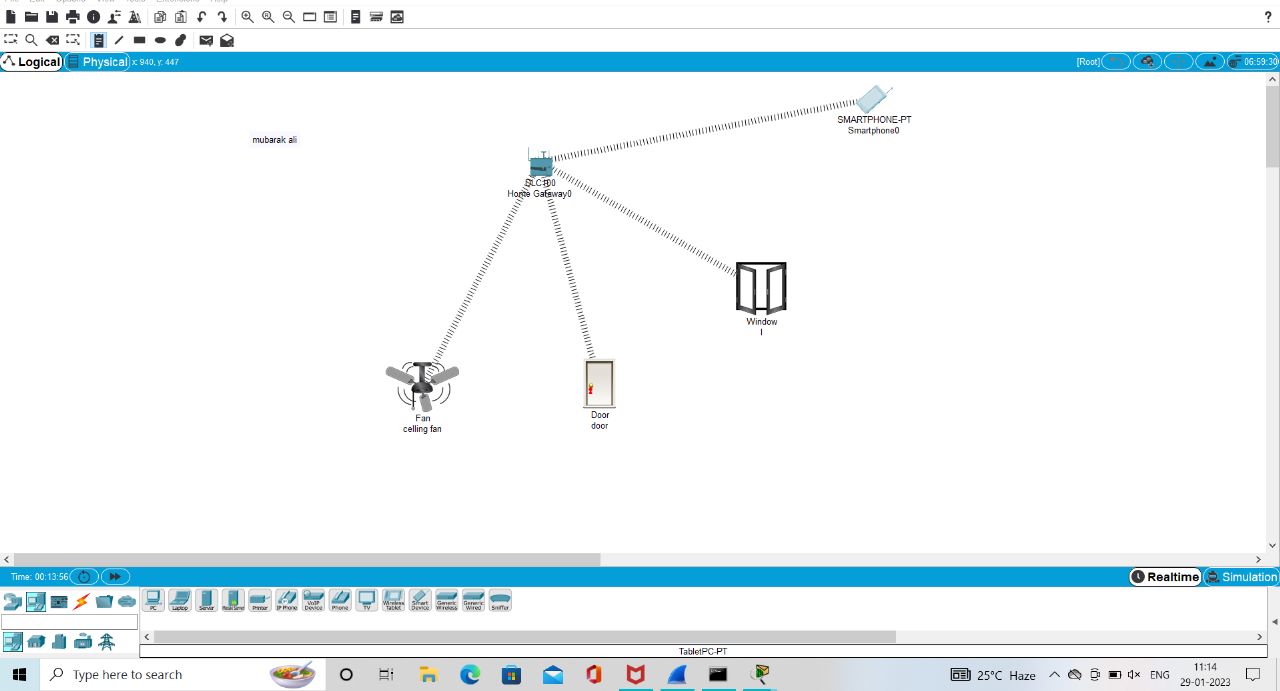 Logical
Physical
x: 940, y: 447
[Root]
06:59:30
SMARTPHONE-PT
Smartphone0
mubarak ali
DLC100
Home Gateway0
Window
I
Fan
celling fan
Door
door
Time: 00:13:56
Realtime
Simulation
PC
Laptop
Server
Printer
IP Phone
VoIP
Device
Phone
TV
Wireless
Tablet
Smart
Device
Generic
Wireless
Generic
Wired
Sniffer
TabletPC-PT
Type here to search
25°C Haze
ENG
11:14
29-01-2023